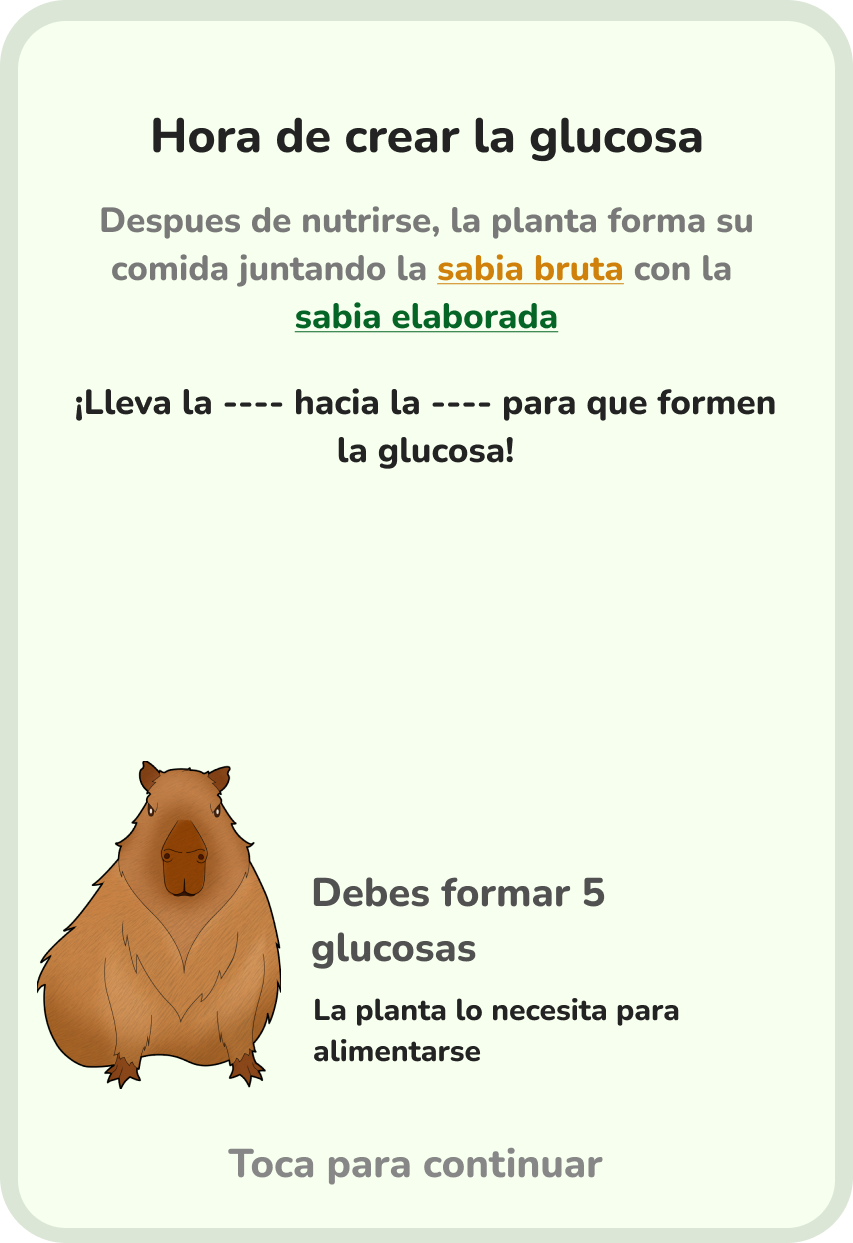 Hora de crear la glucosa
Despues de nutrirse, la planta forma su
comida juntando la sabia bruta con la
sabia elaborada
¡Lleva la ---- hacia la ---- para que formen
la glucosa!
Debes formar 5
glucosas
La planta lo necesita para
alimentarse
Toca para continuar